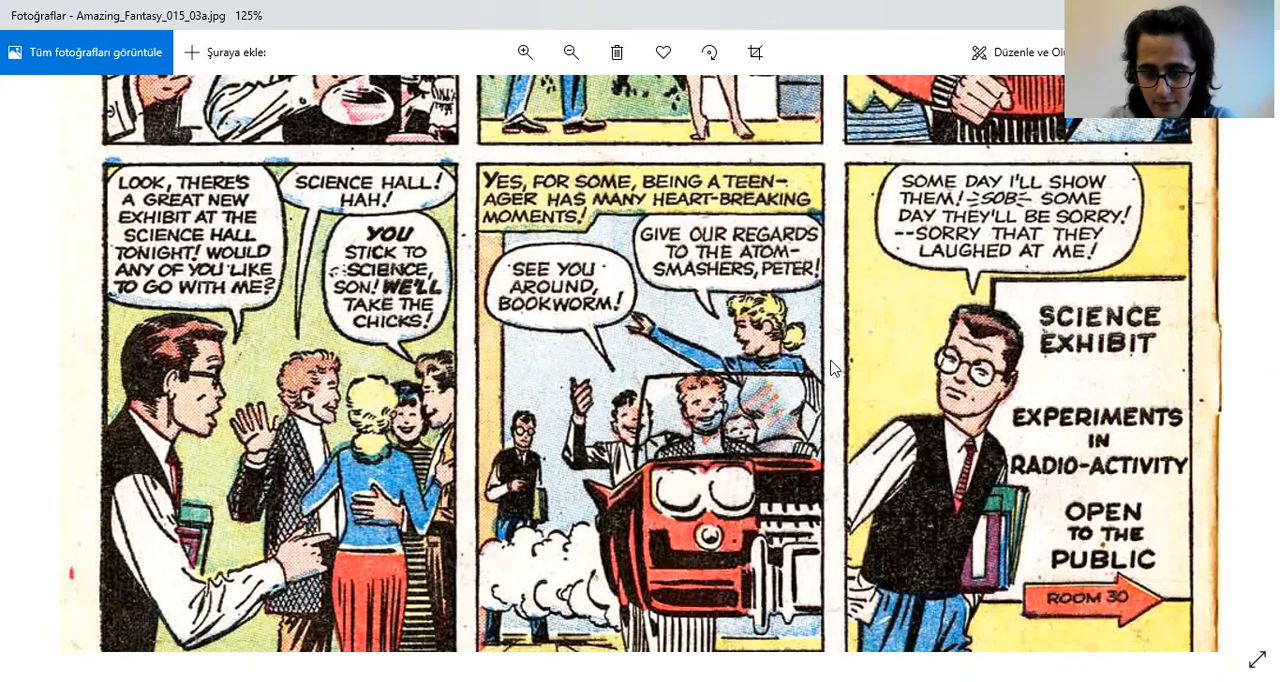 Fotoğraflar - Amazing_Fantasy_015_03a.jpg 125%
Tüm fotoğrafları görüntüle
Şuraya ekle:
Düzenle ve Olu
LOOK, THERE'S
A GREAT NEW
EXHIBIT AT THE
SCIENCE HALL
TONIGHT! WOULD
ANY OF YOU LIKE
TO GO WITH ME?
SCIENCE HALL!
HAH!
YOU
STICK TO
SCIENCE,
SON! WE'LL
TAKE THE
CHICKS!
YES, FOR SOME, BEING A TEEN-
AGER HAS MANY HEART-BREAKING
MOMENTS!
SEE YOU
AROUND,
BOOKWORM!
GIVE OUR REGARDS
TO THE ATOM-
SMASHERS, PETER!
SOME DAY I'LL SHOW
THEM! -SOB- SOME
DAY THEY'LL BE SORRY!
--SORRY THAT THEY
LAUGHED AT ME!
SCIENCE
EXHIBIT
EXPERIMENTS
IN
RADIO-ACTIVITY
OPEN
TO THE
PUBLIC
ROOM 30